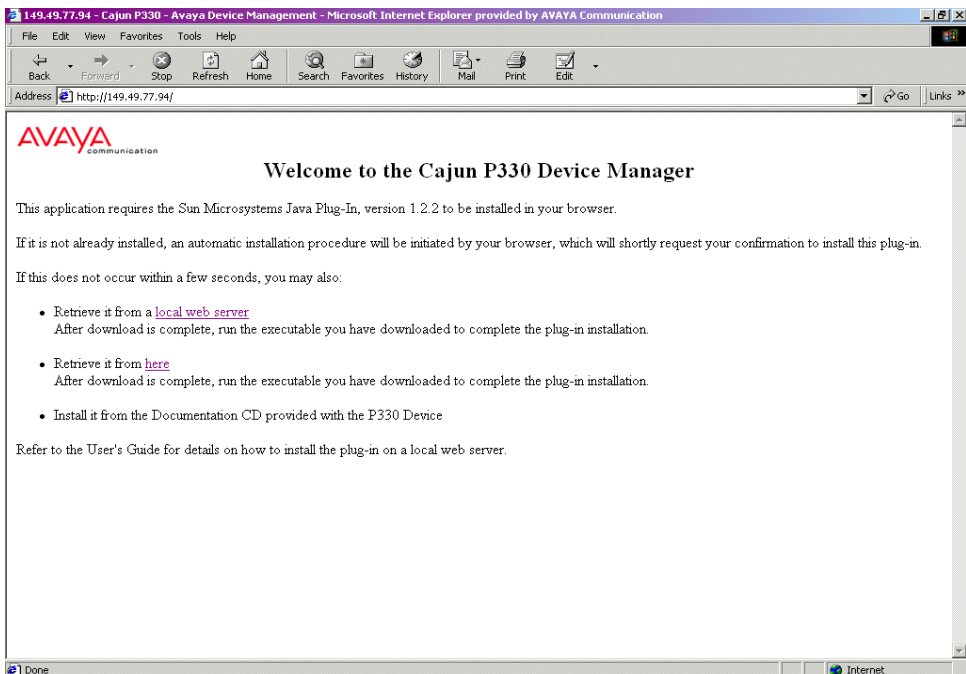 149.49.77.94 - Cajun P330 - Avaya Device Management - Microsoft Internet Explorer provided by AVAYA Communication
File Edit View Favorites Tools Help
Back Forward Stop Refresh Home Search Favorites History Mail Print Edit
Address http://149.49.77.94/ Go Links »
AVAYA
communication
Welcome to the Cajun P330 Device Manager
This application requires the Sun Microsystems Java Plug-In, version 1.2.2 to be installed in your browser.
If it is not already installed, an automatic installation procedure will be initiated by your browser, which will shortly request your confirmation to install this plug-in.
If this does not occur within a few seconds, you may also:
• Retrieve it from a local web server
After download is complete, run the executable you have downloaded to complete the plug-in installation.
• Retrieve it from here
After download is complete, run the executable you have downloaded to complete the plug-in installation.
• Install it from the Documentation CD provided with the P330 Device
Refer to the User's Guide for details on how to install the plug-in on a local web server.
Done Internet